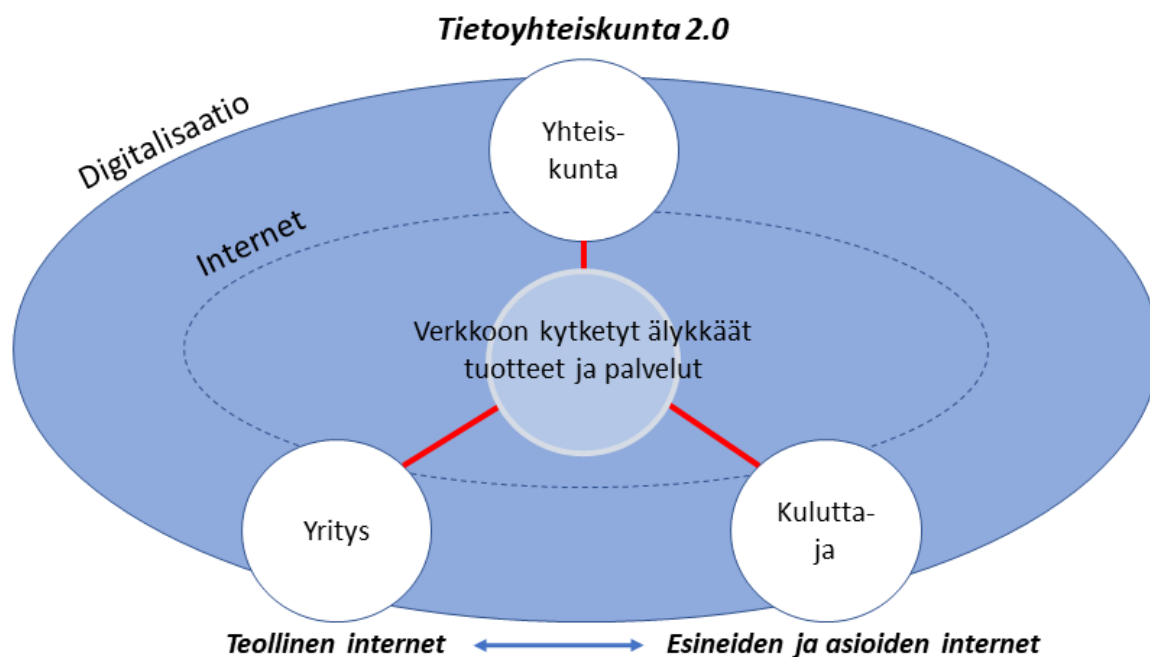 Tietoyhteiskunta 2.0
Digitalisaatio
Yhteis-
kunta
Internet
Verkkoon kytketyt älykkäät
tuotteet ja palvelut
Yritys
Kulutta-
ja
Teollinen internet
Esineiden ja asioiden internet